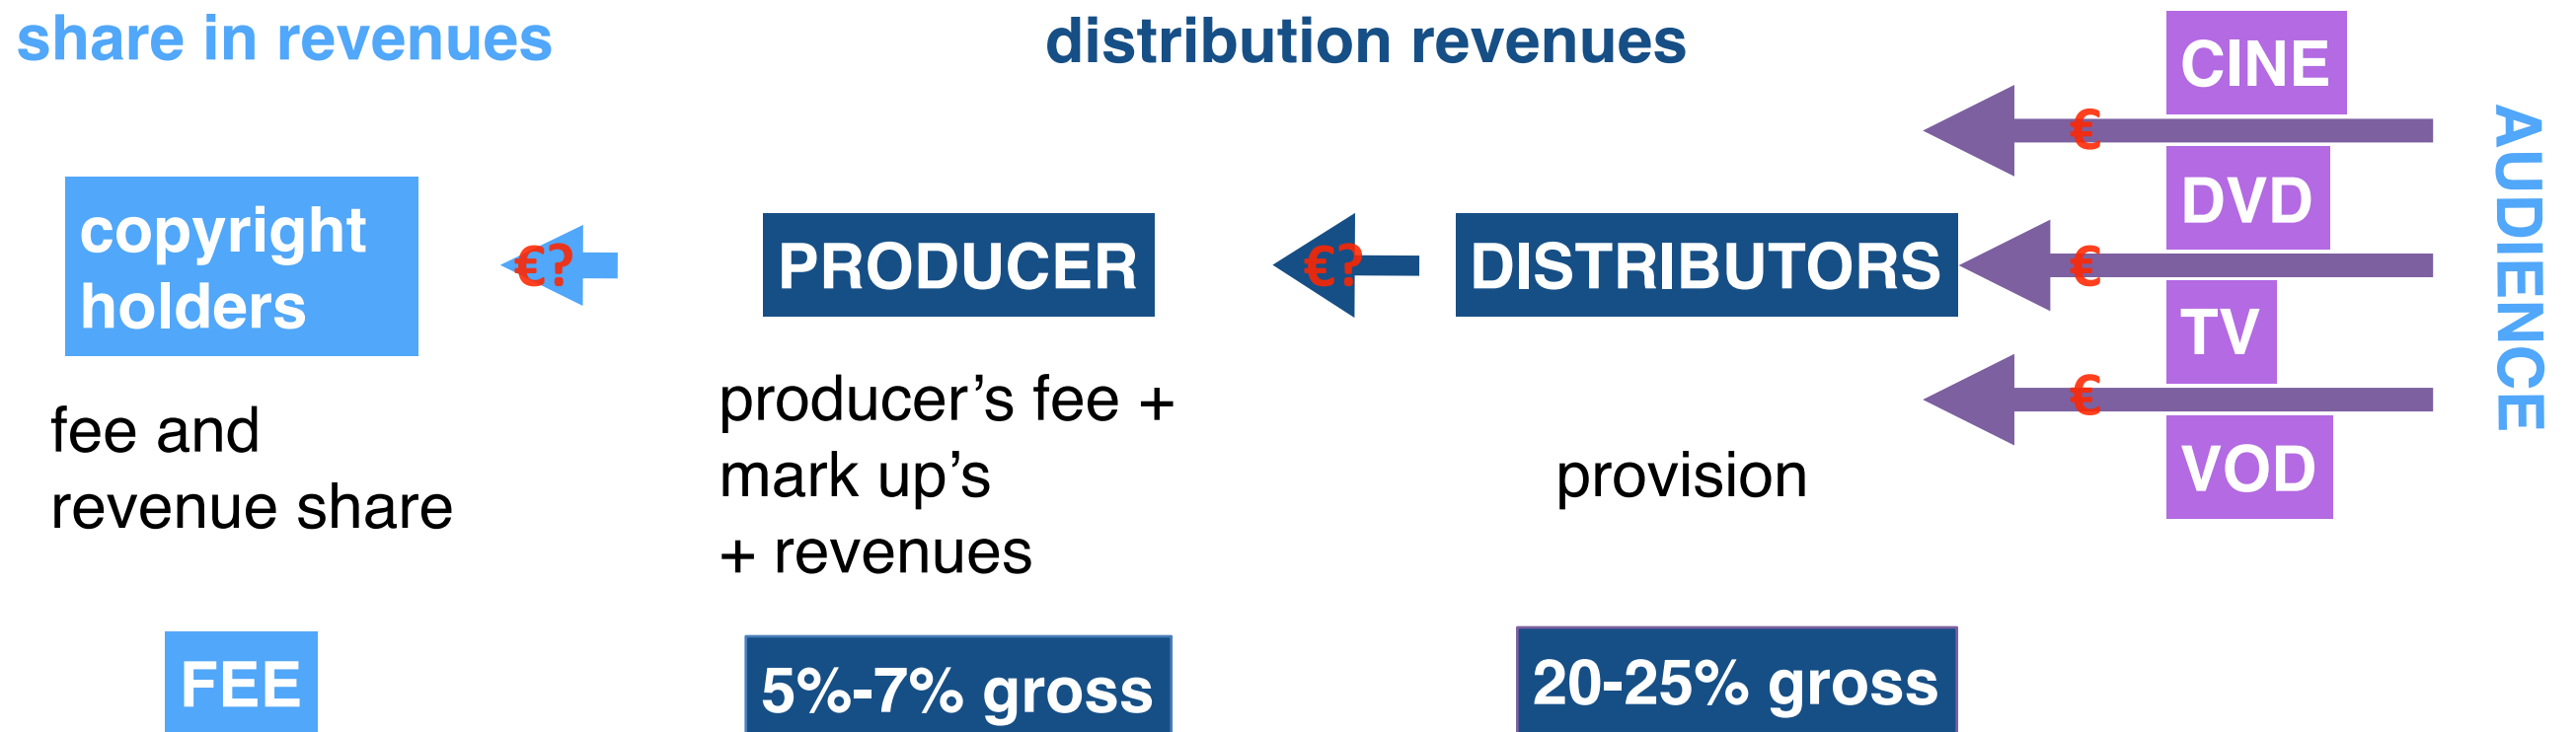 share in revenues
distribution revenues
CINE
€
DVD
€
TV
€
VOD
AUDIENCE
copyright
holders
€?
PRODUCER
€?
DISTRIBUTORS
fee and
revenue share
producer’s fee +
mark up’s
+ revenues
provision
FEE
5%-7% gross
20-25% gross